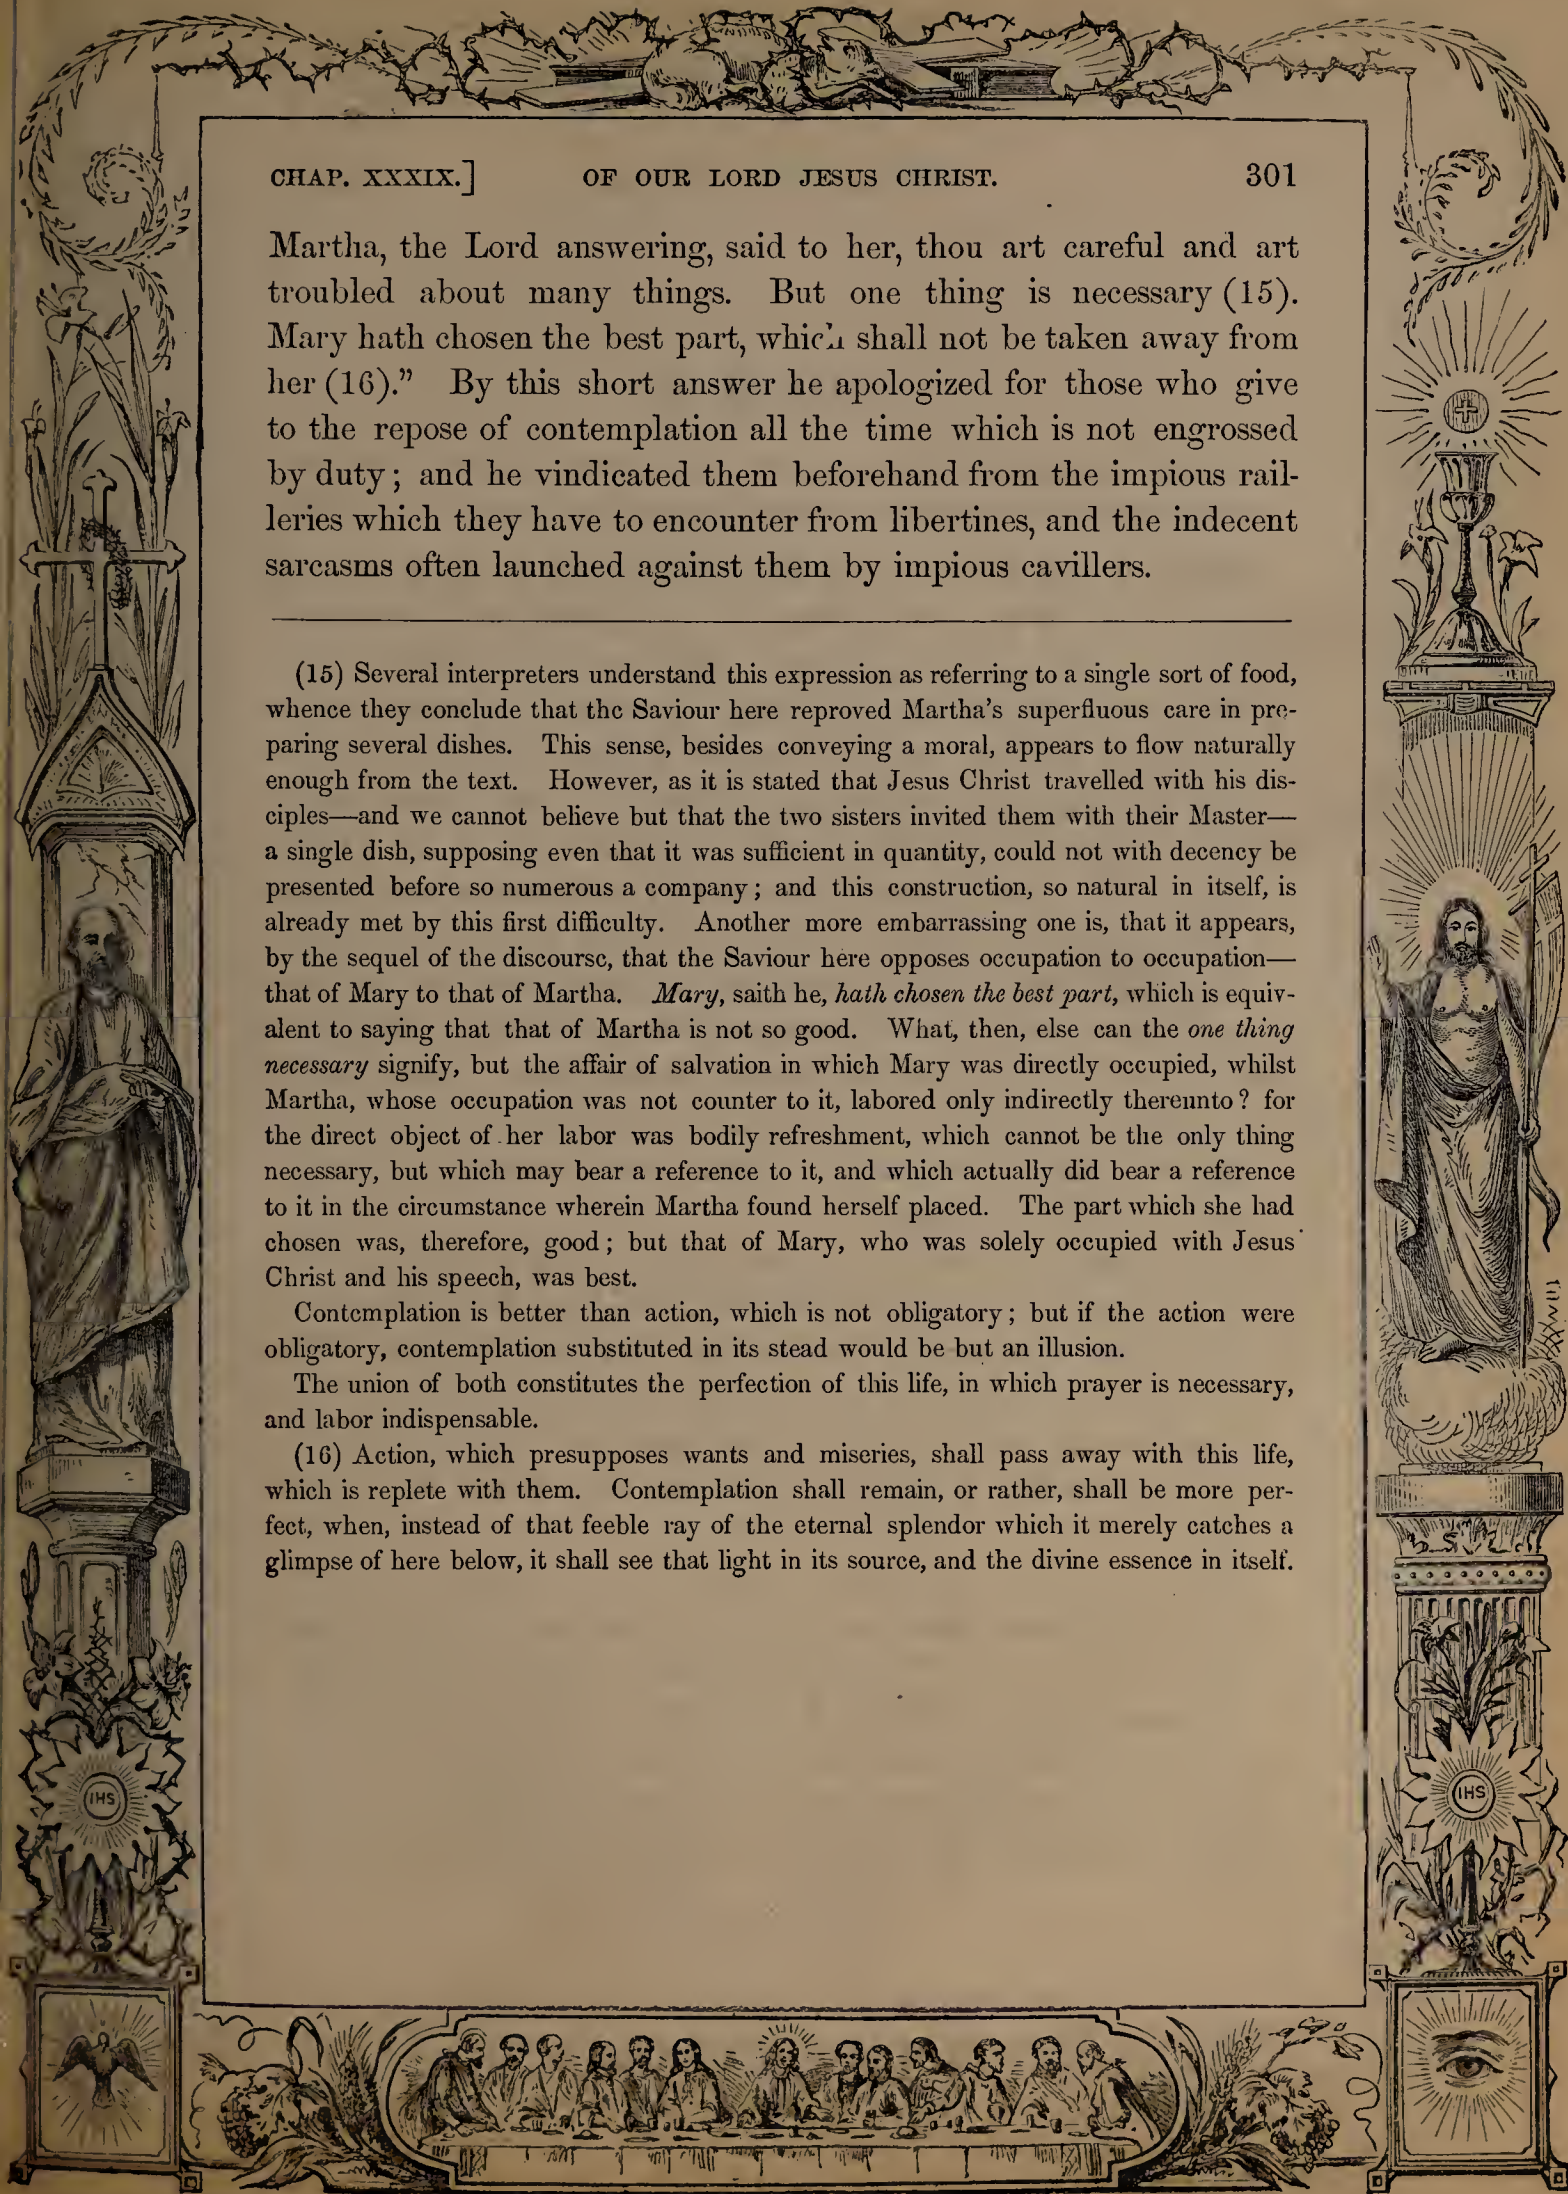 CHAP. XXXIX.] OF OUR LORD JESUS CHRIST. 301
Martha, the Lord answering, said to her, thou art careful and art
troubled about many things. But one thing is necessary (15).
Mary hath chosen the best part, which shall not be taken away from
her (16).” By this short answer he apologized for those who give
to the repose of contemplation all the time which is not engrossed
by duty; and he vindicated them beforehand from the impious rail-
leries which they have to encounter from libertines, and the indecent
sarcasms often launched against them by impious cavillers.
(15) Several interpreters understand this expression as referring to a single sort of food,
whence they conclude that the Saviour here reproved Martha’s superfluous care in pre-
paring several dishes. This sense, besides conveying a moral, appears to flow naturally
enough from the text. However, as it is stated that Jesus Christ travelled with his dis-
ciples—and we cannot believe but that the two sisters invited them with their Master—
a single dish, supposing even that it was sufficient in quantity, could not with decency be
presented before so numerous a company; and this construction, so natural in itself, is
already met by this first difficulty. Another more embarrassing one is, that it appears,
by the sequel of the discourse, that the Saviour here opposes occupation to occupation—
that of Mary to that of Martha. Mary, saith he, hath chosen the best part, which is equiv-
alent to saying that that of Martha is not so good. What, then, else can the one thing
necessary signify, but the affair of salvation in which Mary was directly occupied, whilst
Martha, whose occupation was not counter to it, labored only indirectly thereunto? for
the direct object of her labor was bodily refreshment, which cannot be the only thing
necessary, but which may bear a reference to it, and which actually did bear a reference
to it in the circumstance wherein Martha found herself placed. The part which she had
chosen was, therefore, good; but that of Mary, who was solely occupied with Jesus
Christ and his speech, was best.
Contemplation is better than action, which is not obligatory; but if the action were
obligatory, contemplation substituted in its stead would be but an illusion.
The union of both constitutes the perfection of this life, in which prayer is necessary,
and labor indispensable.
(16) Action, which presupposes wants and miseries, shall pass away with this life,
which is replete with them. Contemplation shall remain, or rather, shall be more per-
fect, when, instead of that feeble ray of the eternal splendor which it merely catches a
glimpse of here below, it shall see that light in its source, and the divine essence in itself.
IHS
IHS